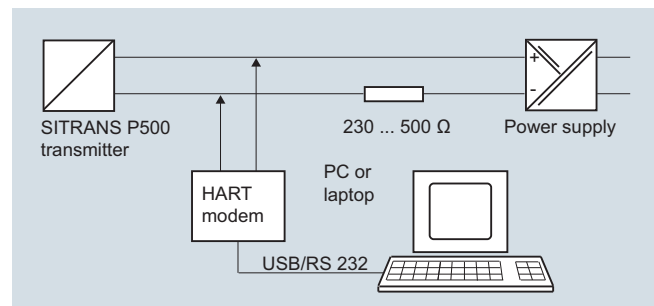 +
-
SITRANS P500
transmitter
230 ... 500 Ω
Power supply
PC or
laptop
HART
modem
USB/RS 232